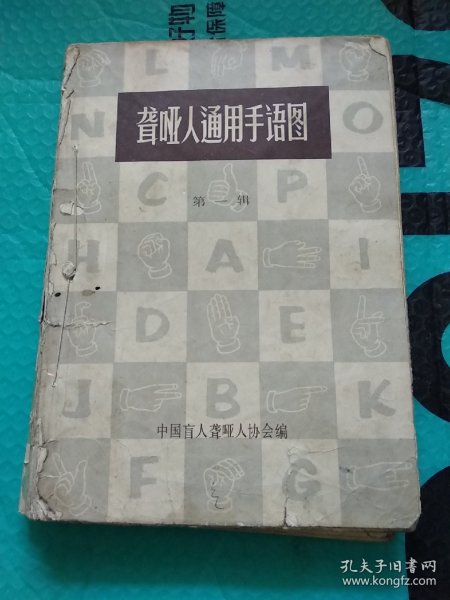 L M
聋哑人通用手语图
N O
C P
第一辑
H A I
D E
J B K
中国盲人聋哑人协会编
F G
孔夫子旧书网
www.kongfz.com